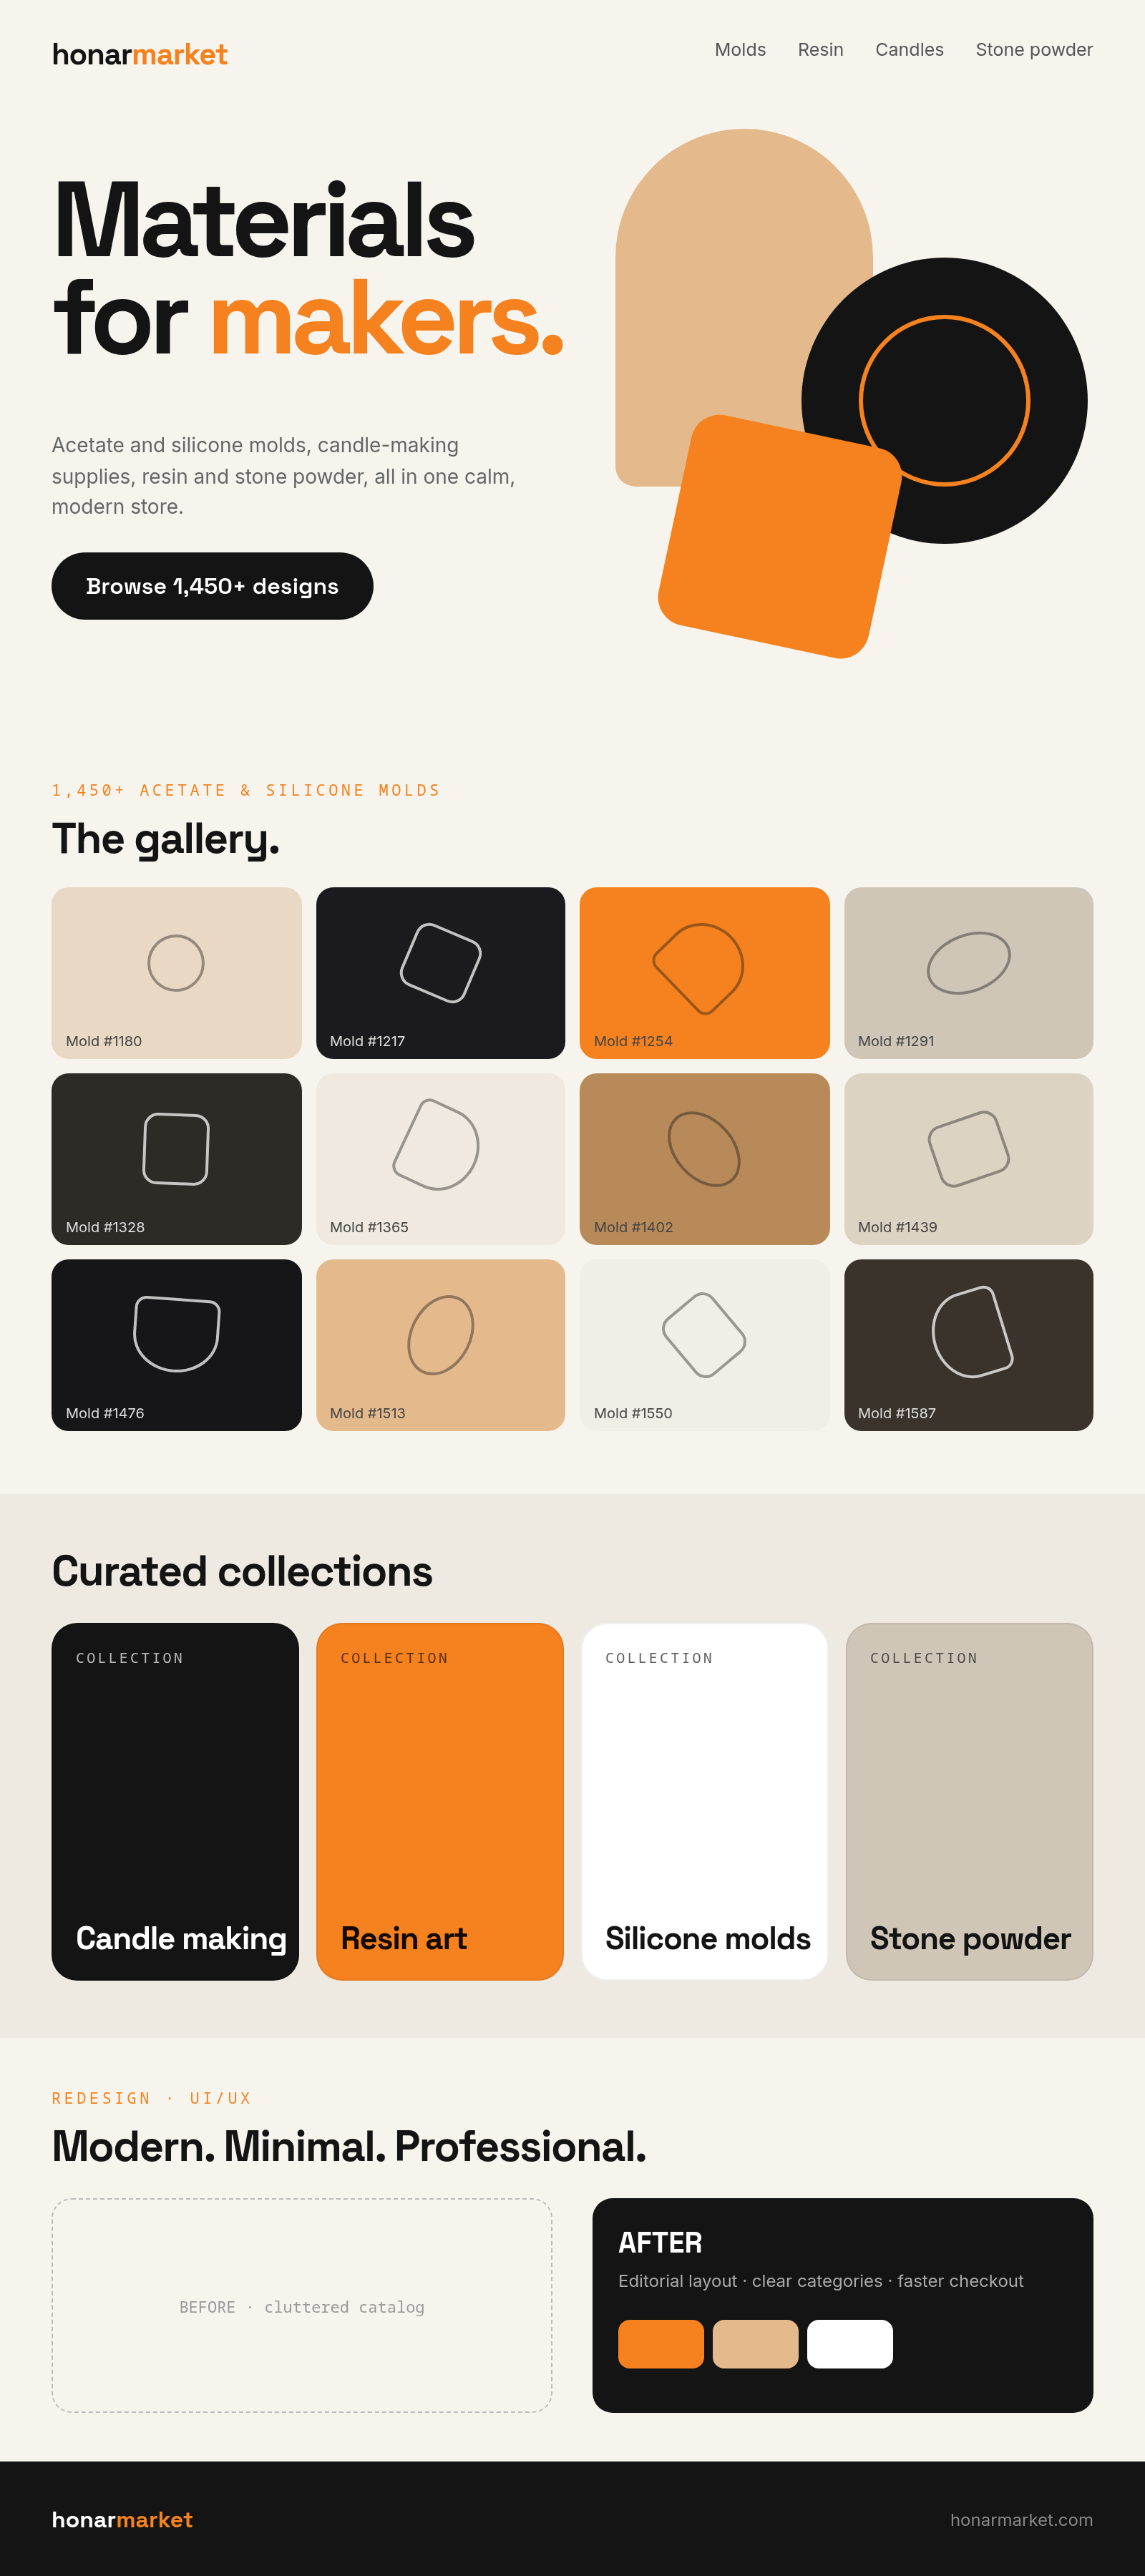 honarmarket
Molds Resin Candles Stone powder
Materials
for makers.
Acetate and silicone molds, candle-making
supplies, resin and stone powder, all in one calm,
modern store.
Browse 1,450+ designs
1,450+ ACETATE & SILICONE MOLDS
The gallery.
Mold #1180
Mold #1217
Mold #1254
Mold #1291
Mold #1328
Mold #1365
Mold #1402
Mold #1439
Mold #1476
Mold #1513
Mold #1550
Mold #1587
Curated collections
COLLECTION
Candle making
COLLECTION
Resin art
COLLECTION
Silicone molds
COLLECTION
Stone powder
REDESIGN · UI/UX
Modern. Minimal. Professional.
BEFORE · cluttered catalog
AFTER
Editorial layout · clear categories · faster checkout
honarmarket
honarmarket.com